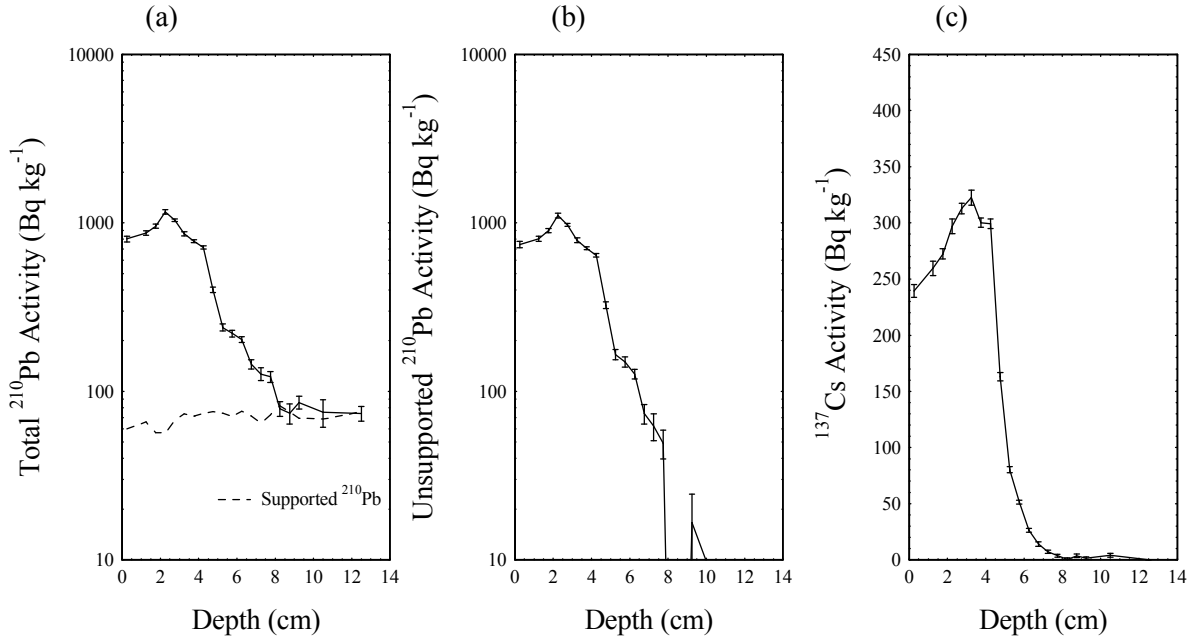 (a)
(b)
(c)
Total ²¹⁰Pb Activity (Bq kg⁻¹)
10000
1000
100
10
0 2 4 6 8 10 12 14
Depth (cm)
Supported ²¹⁰Pb
Unsupported ²¹⁰Pb Activity (Bq kg⁻¹)
10000
1000
100
10
0 2 4 6 8 10 12 14
Depth (cm)
¹³⁷Cs Activity (Bq kg⁻¹)
450
400
350
300
250
200
150
100
50
0
0 2 4 6 8 10 12 14
Depth (cm)